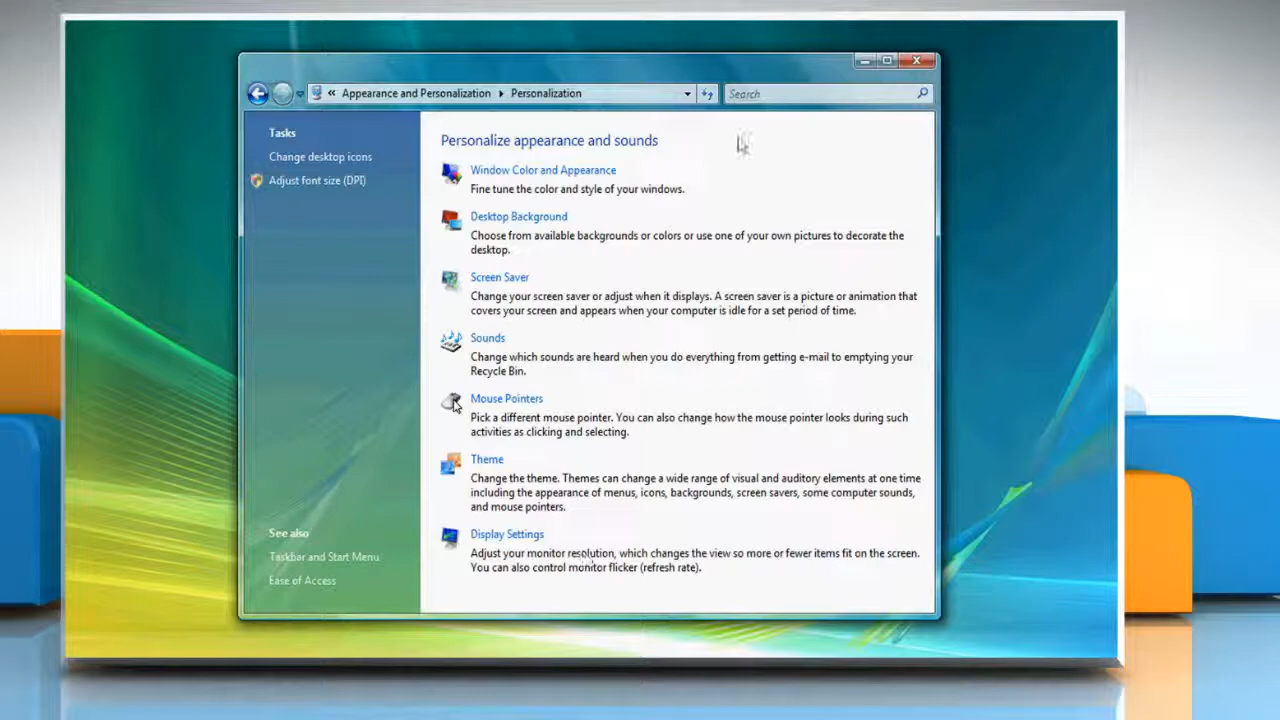 « Appearance and Personalization Personalization
Search
Tasks
Change desktop icons
Adjust font size (DPI)
See also
Taskbar and Start Menu
Ease of Access
Personalize appearance and sounds
Window Color and Appearance
Fine tune the color and style of your windows.
Desktop Background
Choose from available backgrounds or colors or use one of your own pictures to decorate the
desktop.
Screen Saver
Change your screen saver or adjust when it displays. A screen saver is a picture or animation that
covers your screen and appears when your computer is idle for a set period of time.
Sounds
Change which sounds are heard when you do everything from getting e-mail to emptying your
Recycle Bin.
Mouse Pointers
Pick a different mouse pointer. You can also change how the mouse pointer looks during such
activities as clicking and selecting.
Theme
Change the theme. Themes can change a wide range of visual and auditory elements at one time
including the appearance of menus, icons, backgrounds, screen savers, some computer sounds,
and mouse pointers.
Display Settings
Adjust your monitor resolution, which changes the view so more or fewer items fit on the screen.
You can also control monitor flicker (refresh rate).